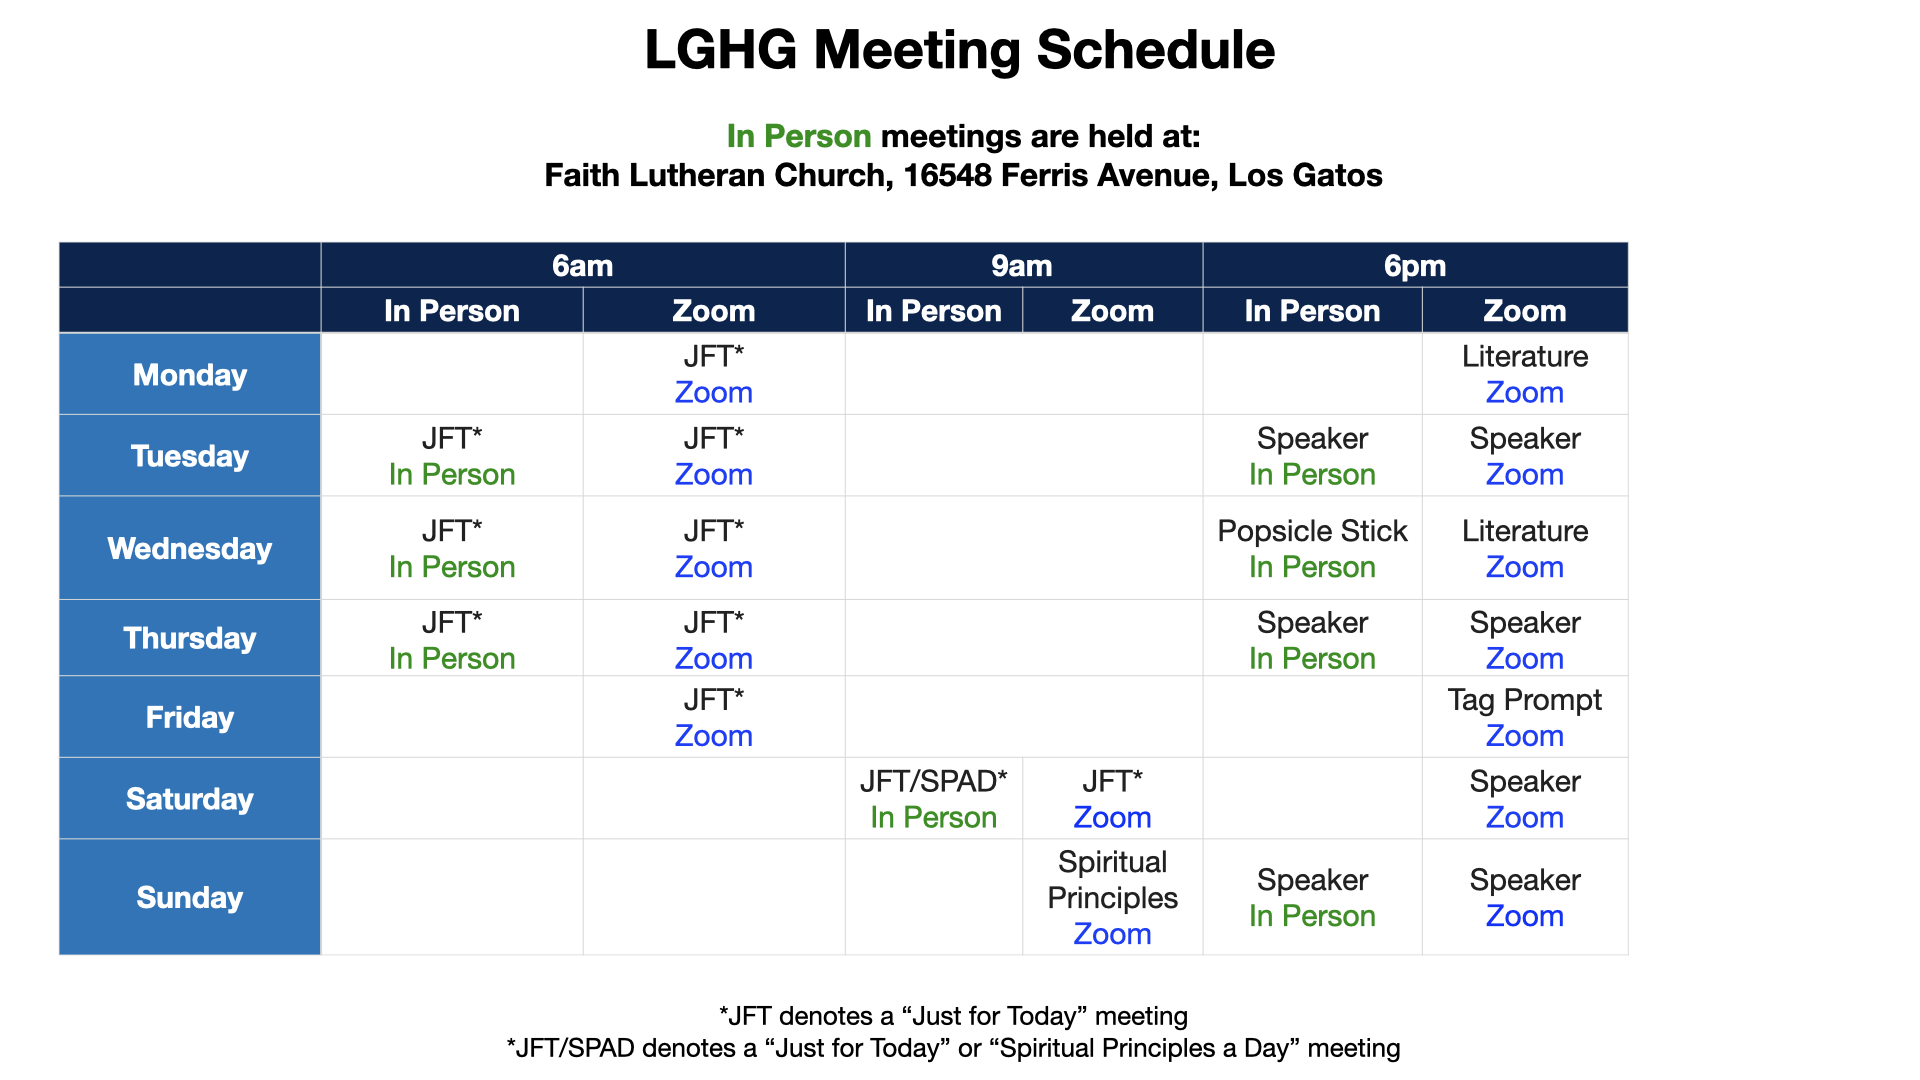 LGHG Meeting Schedule
In Person meetings are held at:
Faith Lutheran Church, 16548 Ferris Avenue, Los Gatos
6am 9am 6pm
In Person Zoom In Person Zoom In Person Zoom
Monday
JFT*
Zoom
Literature
Zoom
Tuesday
JFT*
In Person
JFT*
Zoom
Speaker
In Person
Speaker
Zoom
Wednesday
JFT*
In Person
JFT*
Zoom
Popsicle Stick
In Person
Literature
Zoom
Thursday
JFT*
In Person
JFT*
Zoom
Speaker
In Person
Speaker
Zoom
Friday
JFT*
Zoom
Tag Prompt
Zoom
Saturday
JFT/SPAD*
In Person
JFT*
Zoom
Speaker
Zoom
Sunday
Spiritual
Principles
Zoom
Speaker
In Person
Speaker
Zoom
*JFT denotes a “Just for Today” meeting
*JFT/SPAD denotes a “Just for Today” or “Spiritual Principles a Day” meeting